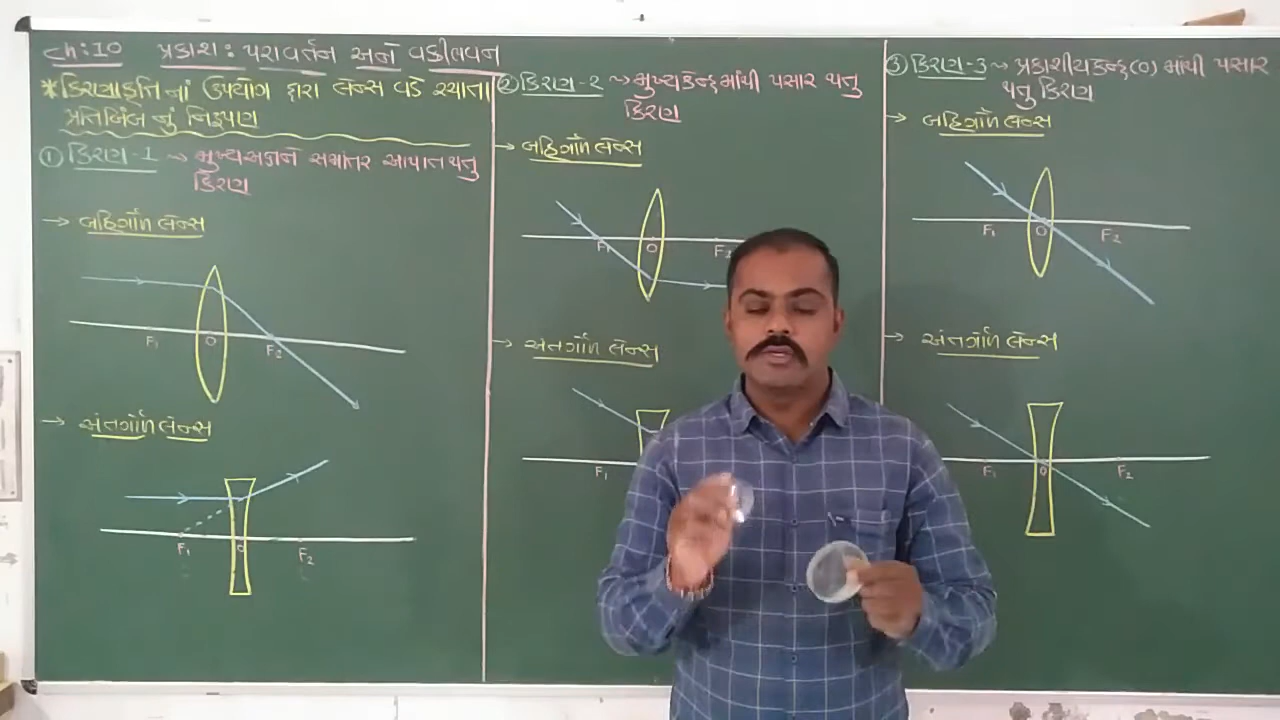 ch:10 પ્રકાશ: પરાવર્તન અને વક્રીભવન
*કિરણાકૃતિ નાં ઉપયોગ દ્વારા લેન્સ વડે રચાતા
પ્રતિબિંબ નું નિરૂપણ
① કિરણ-1 → મુખ્યઅક્ષને સમાંતર આપાત થતુ
કિરણ
→ બહિર્ગોળ લેન્સ
F₁ O F₂
→ અંતર્ગોળ લેન્સ
F₁ O F₂
② કિરણ-2 → મુખ્યકેન્દ્રમાંથી પસાર થતુ
કિરણ
→ બહિર્ગોળ લેન્સ
F₁ O F₂
→ અંતર્ગોળ લેન્સ
F₁
③ કિરણ-3 → પ્રકાશીયકેન્દ્ર(O) માંથી પસાર
થતુ કિરણ
→ બહિર્ગોળ લેન્સ
F₁ O F₂
→ અંતર્ગોળ લેન્સ
F₁ O F₂